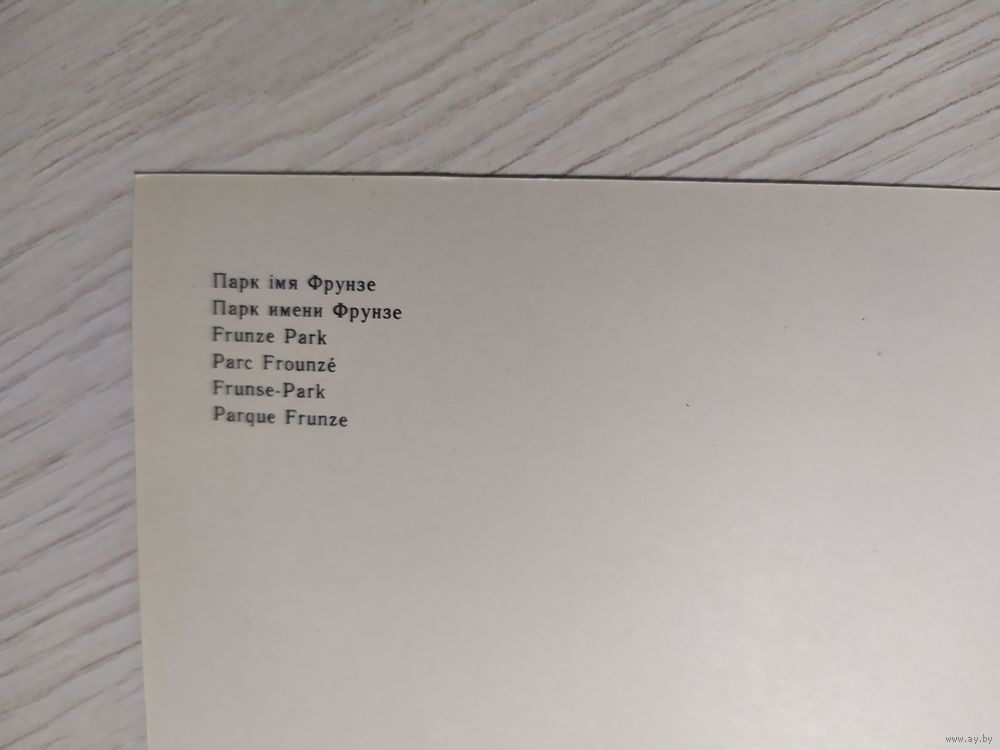 Парк імя Фрунзе
Парк имени Фрунзе
Frunze Park
Parc Frounzé
Frunse-Park
Parque Frunze
www.ay.by